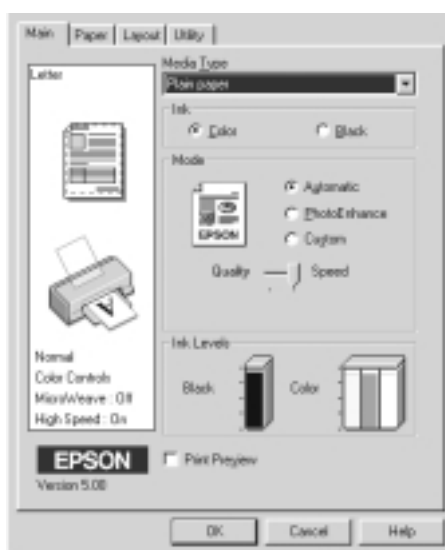 Main Paper Layout Utility
Letter
Media Type
Plain paper
Ink
Color Black
Mode
EPSON
Automatic
PhotoEnhance
Custom
Quality Speed
Normal
Color Controls
MicroWeave : Off
High Speed : On
Ink Levels
Black Color
EPSON
Version 5.00
Print Preview
OK Cancel Help